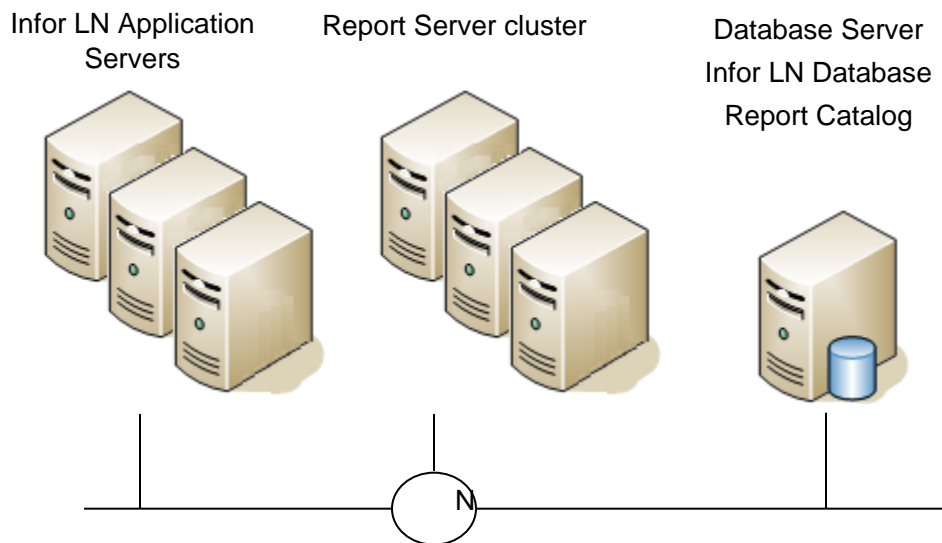 Infor LN Application
Servers
Report Server cluster
Database Server
Infor LN Database
Report Catalog
N